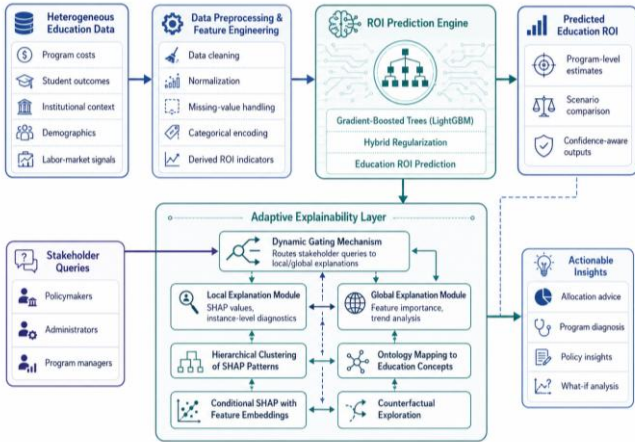 Heterogeneous
Education Data
Program costs
Student outcomes
Institutional context
Demographics
Labor-market signals
Data Preprocessing &
Feature Engineering
Data cleaning
Normalization
Missing-value handling
Categorical encoding
Derived ROI indicators
ROI Prediction Engine
Gradient-Boosted Trees (LightGBM)
Hybrid Regularization
Education ROI Prediction
Predicted
Education ROI
Program-level
estimates
Scenario
comparison
Confidence-aware
outputs
Stakeholder
Queries
Policymakers
Administrators
Program managers
Adaptive Explainability Layer
Dynamic Gating Mechanism
Routes stakeholder queries to
local/global explanations
Local Explanation Module
SHAP values,
instance-level diagnostics
Global Explanation Module
Feature importance,
trend analysis
Hierarchical Clustering
of SHAP Patterns
Ontology Mapping to
Education Concepts
Conditional SHAP with
Feature Embeddings
Counterfactual
Exploration
Actionable
Insights
Allocation advice
Program diagnosis
Policy insights
What-if analysis